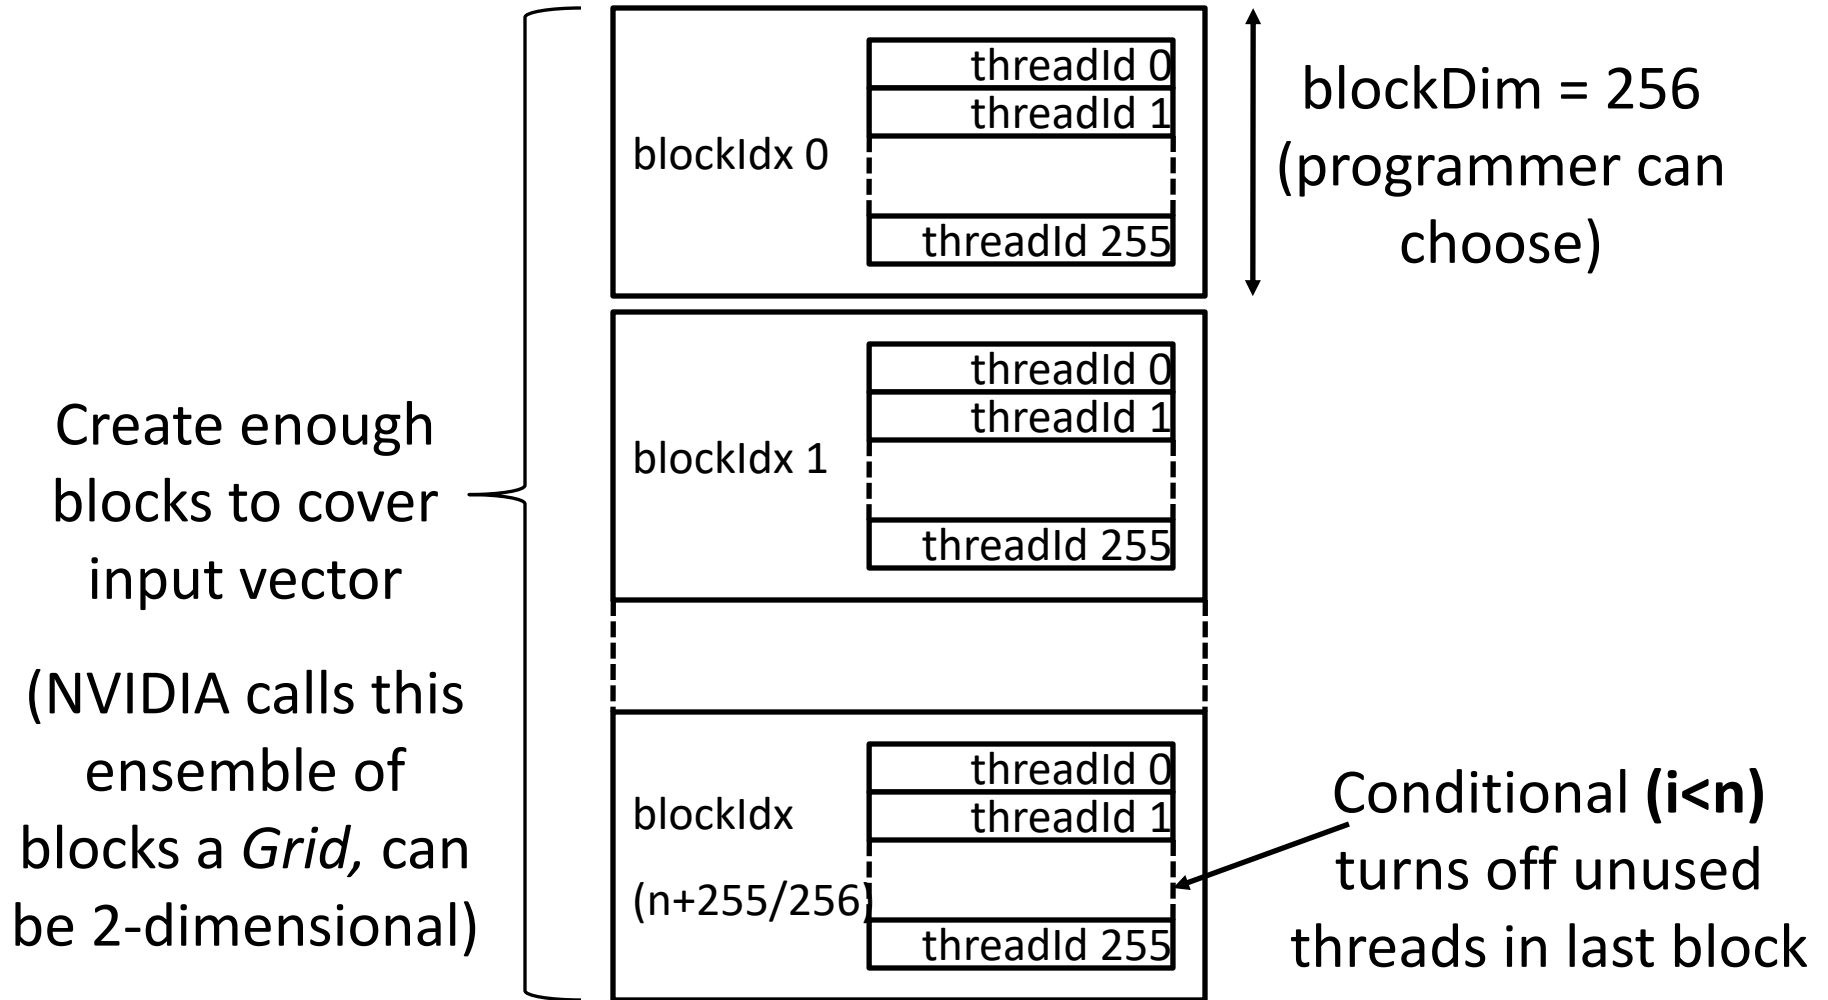 threadId 0
threadId 1
blockIdx 0
threadId 255
blockDim = 256
(programmer can
choose)
threadId 0
threadId 1
blockIdx 1
threadId 255
Create enough
blocks to cover
input vector
(NVIDIA calls this
ensemble of
blocks a Grid, can
be 2-dimensional)
threadId 0
threadId 1
blockIdx
(n+255/256)
threadId 255
Conditional (i<n)
turns off unused
threads in last block